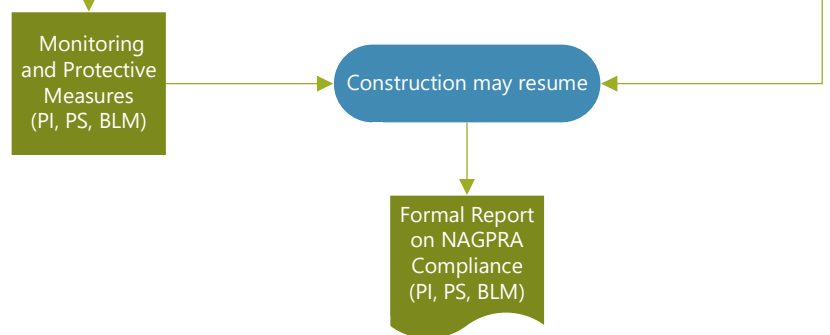 Monitoring
and Protective
Measures
(PI, PS, BLM)
Construction may resume
Formal Report
on NAGPRA
Compliance
(PI, PS, BLM)